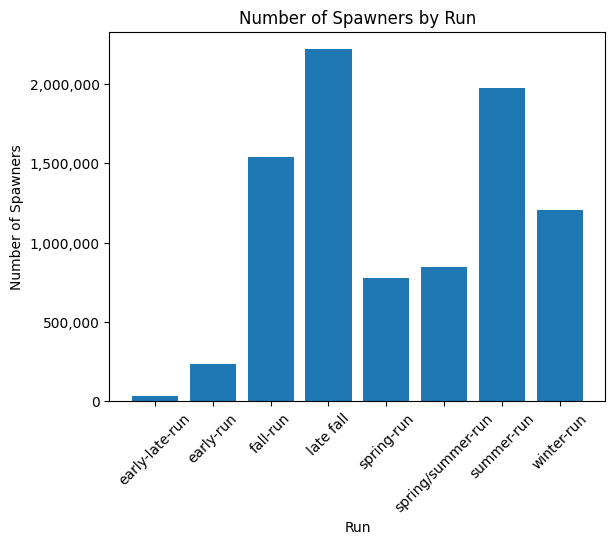 Number of Spawners by Run
Number of Spawners
2,000,000
1,500,000
1,000,000
500,000
0
early-late-run
early-run
fall-run
late fall
spring-run
spring/summer-run
summer-run
winter-run
Run